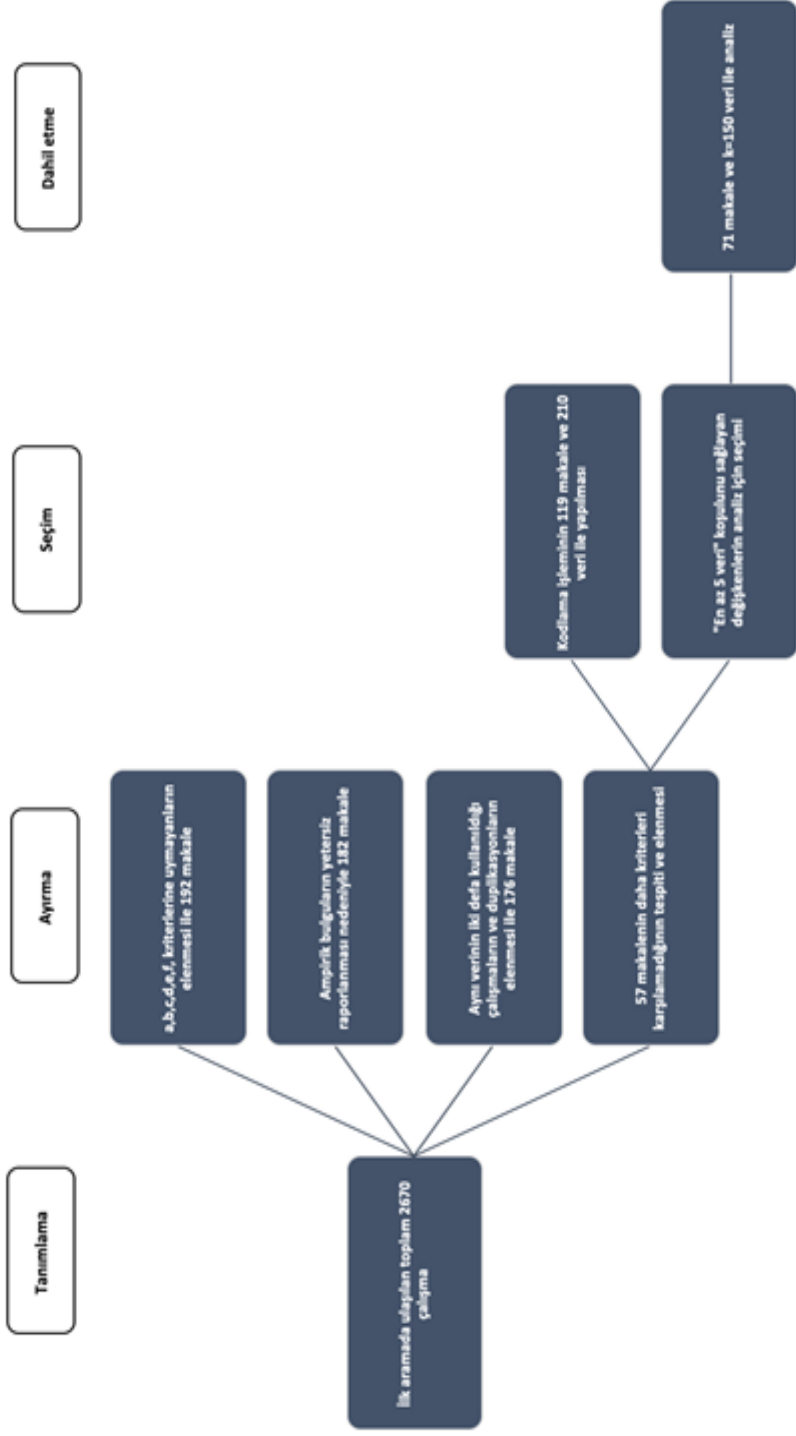 Tanımlama
Ayırma
Seçim
Dahil etme
İlk aramada ulaşılan toplam 2670
çalışma
a,b,c,d,e,f, kriterlerine uymayanların
elenmesi ile 192 makale
Ampirik bulguların yetersiz
raporlanması nedeniyle 182 makale
Aynı verinin iki defa kullanıldığı
çalışmaların ve duplikasyonların
elenmesi ile 176 makale
57 makalenin daha kriterleri
karşılamadığının tespiti ve elenmesi
Kodlama işleminin 119 makale ve 210
veri ile yapılması
"En az 5 veri" koşulunu sağlayan
değişkenlerin analiz için seçimi
71 makale ve k=150 veri ile analiz